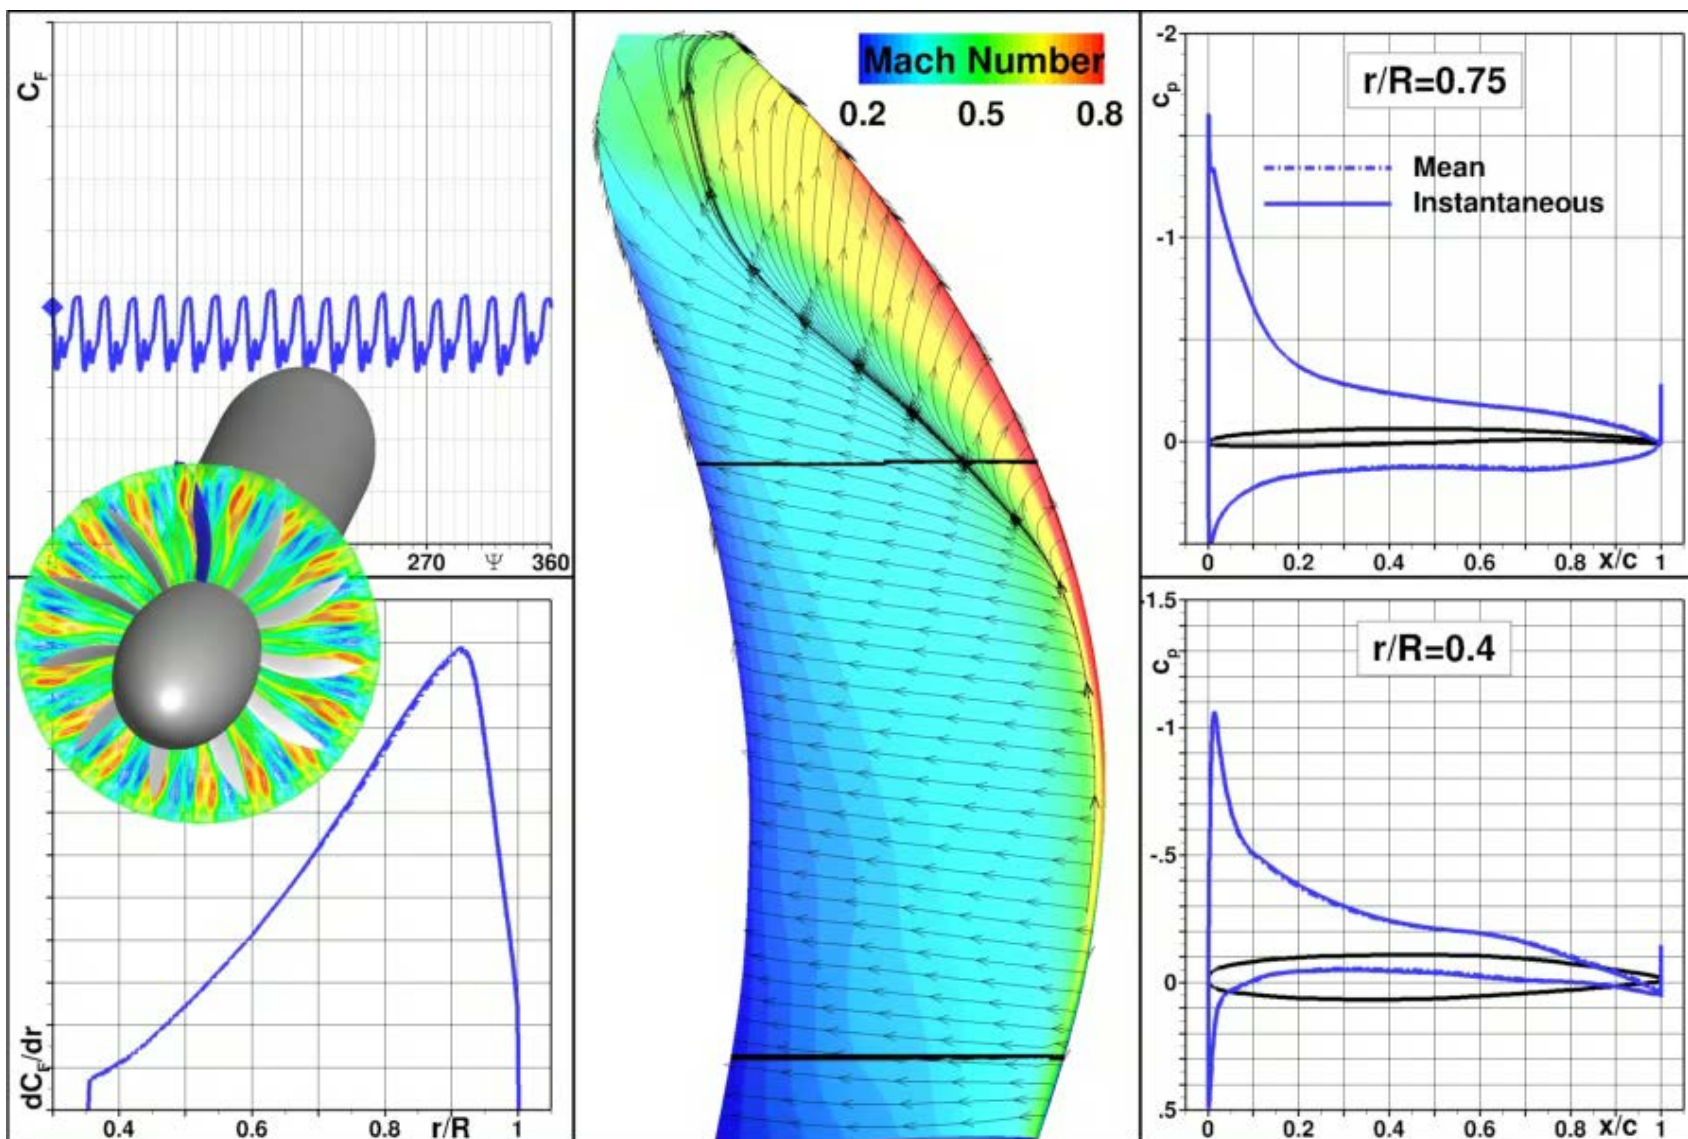 C_F
270 Ψ 360
dC_F/dr
0.4 0.6 0.8 r/R 1
Mach Number
0.2 0.5 0.8
-2
c_p
r/R=0.75
Mean
Instantaneous
-1
0
0 0.2 0.4 0.6 0.8 x/c 1
-1.5
c_p
r/R=0.4
-1
-.5
0
.5
0 0.2 0.4 0.6 0.8 x/c 1